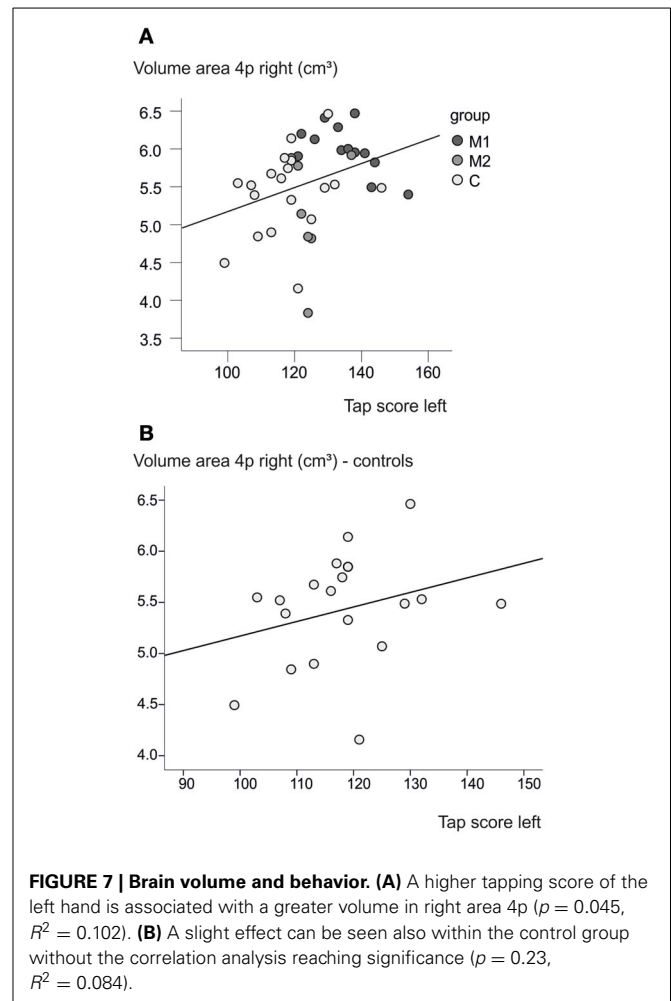 A
Volume area 4p right (cm³)
6.5
6.0
5.5
5.0
4.5
4.0
3.5
100 120 140 160
Tap score left
group
M1
M2
C
B
Volume area 4p right (cm³) - controls
6.5
6.0
5.5
5.0
4.5
4.0
90 100 110 120 130 140 150
Tap score left
FIGURE 7 | Brain volume and behavior. (A) A higher tapping score of the
left hand is associated with a greater volume in right area 4p (p = 0.045,
R² = 0.102). (B) A slight effect can be seen also within the control group
without the correlation analysis reaching significance (p = 0.23,
R² = 0.084).